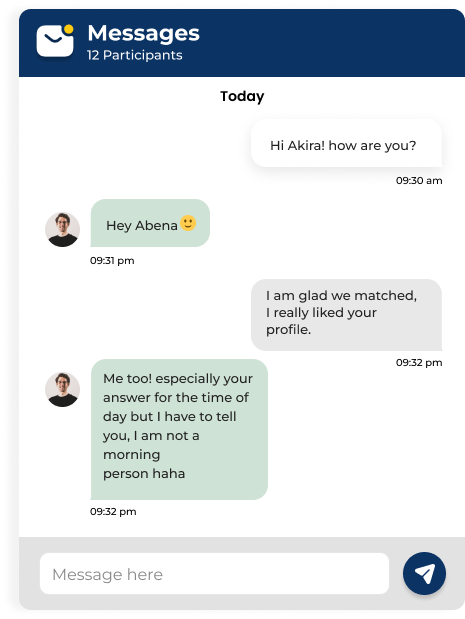 Messages
12 Participants
Today
Hi Akira! how are you?
09:30 am
Hey Abena🙂
09:31 pm
I am glad we matched,
I really liked your
profile.
09:32 pm
Me too! especially your
answer for the time of
day but I have to tell
you, I am not a
morning
person haha
09:32 pm
Message here